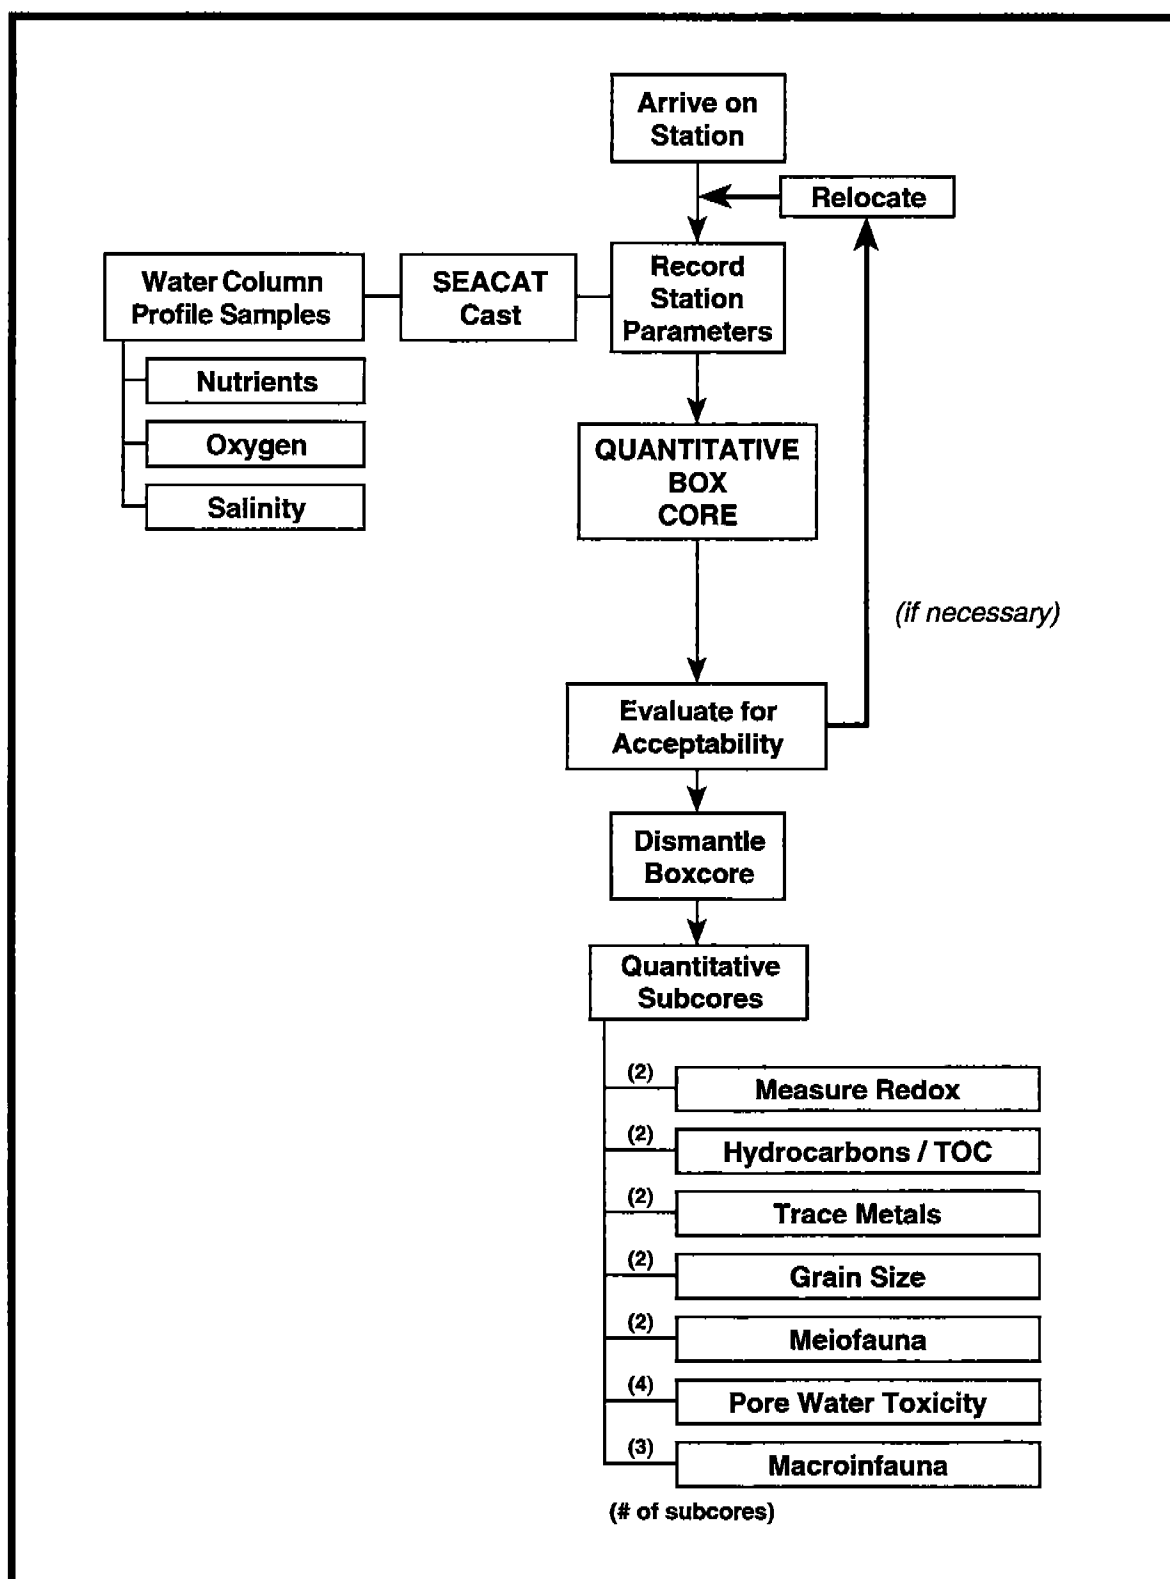 Arrive on
Station
Relocate
Record
Station
Parameters
SEACAT
Cast
Water Column
Profile Samples
Nutrients
Oxygen
Salinity
QUANTITATIVE
BOX
CORE
(if necessary)
Evaluate for
Acceptability
Dismantle
Boxcore
Quantitative
Subcores
(2) Measure Redox
(2) Hydrocarbons / TOC
(2) Trace Metals
(2) Grain Size
(2) Meiofauna
(4) Pore Water Toxicity
(3) Macroinfauna
(# of subcores)